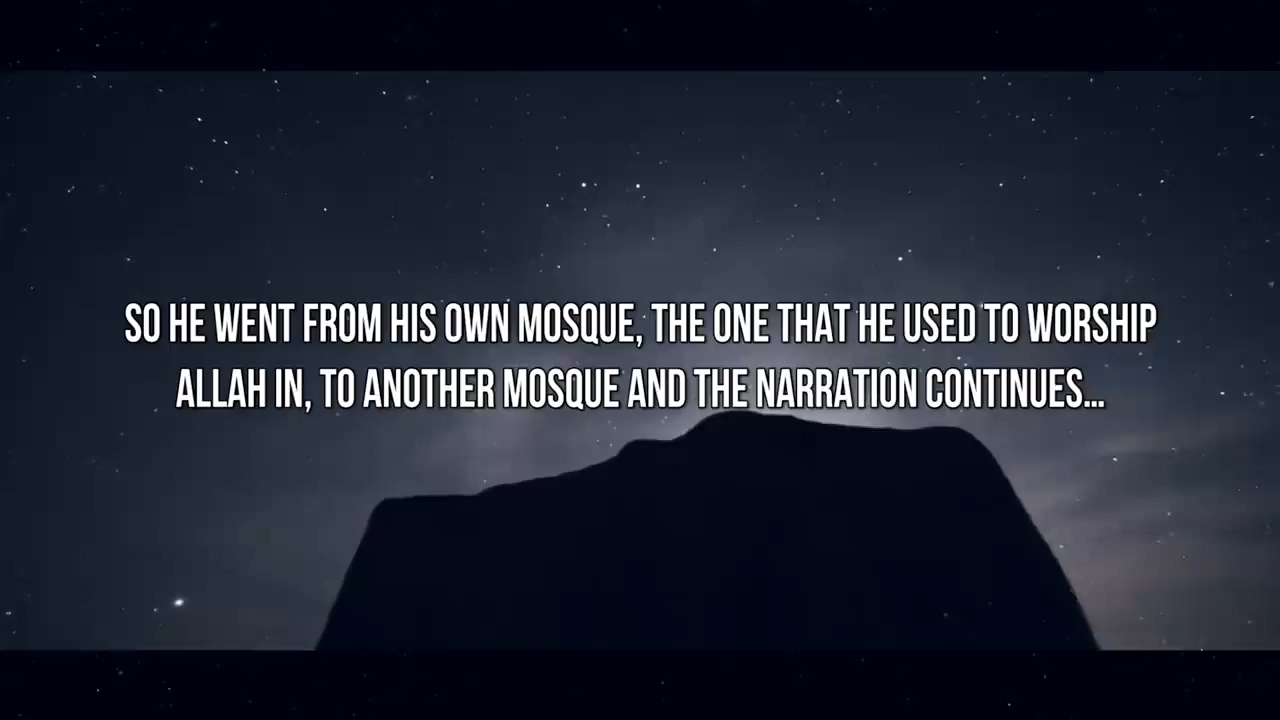 SO HE WENT FROM HIS OWN MOSQUE, THE ONE THAT HE USED TO WORSHIP
ALLAH IN, TO ANOTHER MOSQUE AND THE NARRATION CONTINUES...